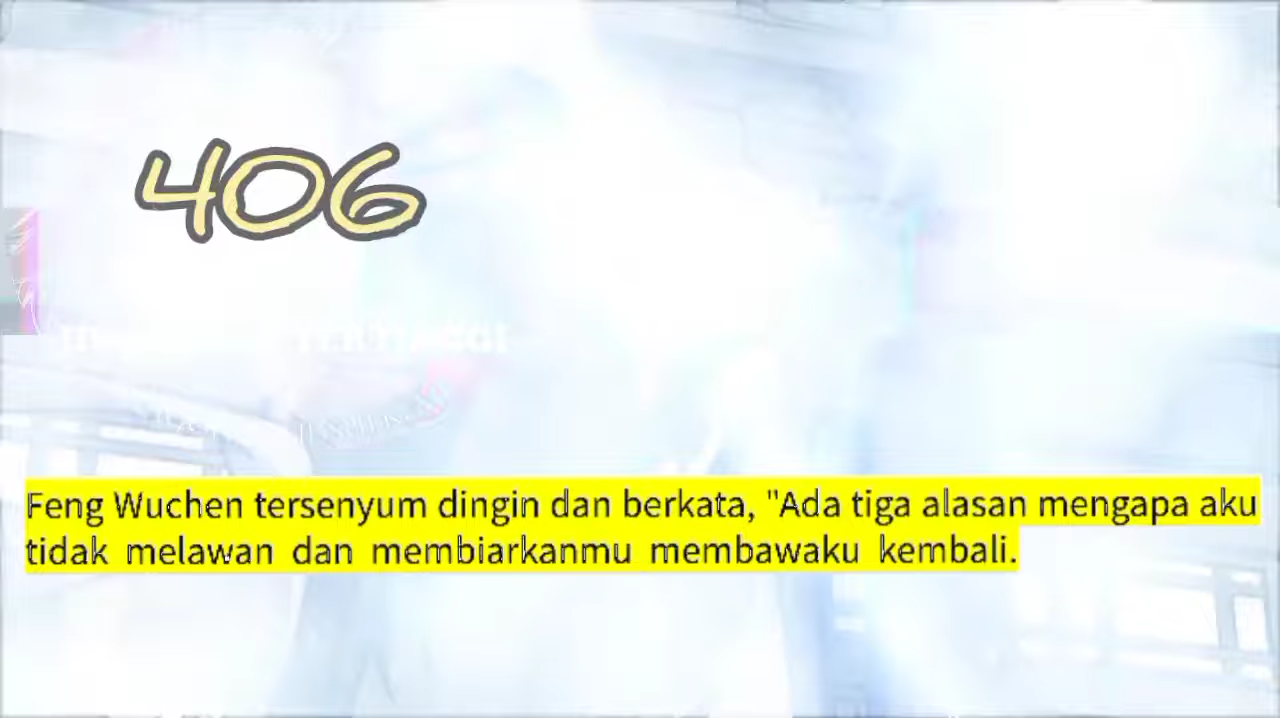 406
Feng Wuchen tersenyum dingin dan berkata, "Ada tiga alasan mengapa aku
tidak melawan dan membiarkanmu membawaku kembali.